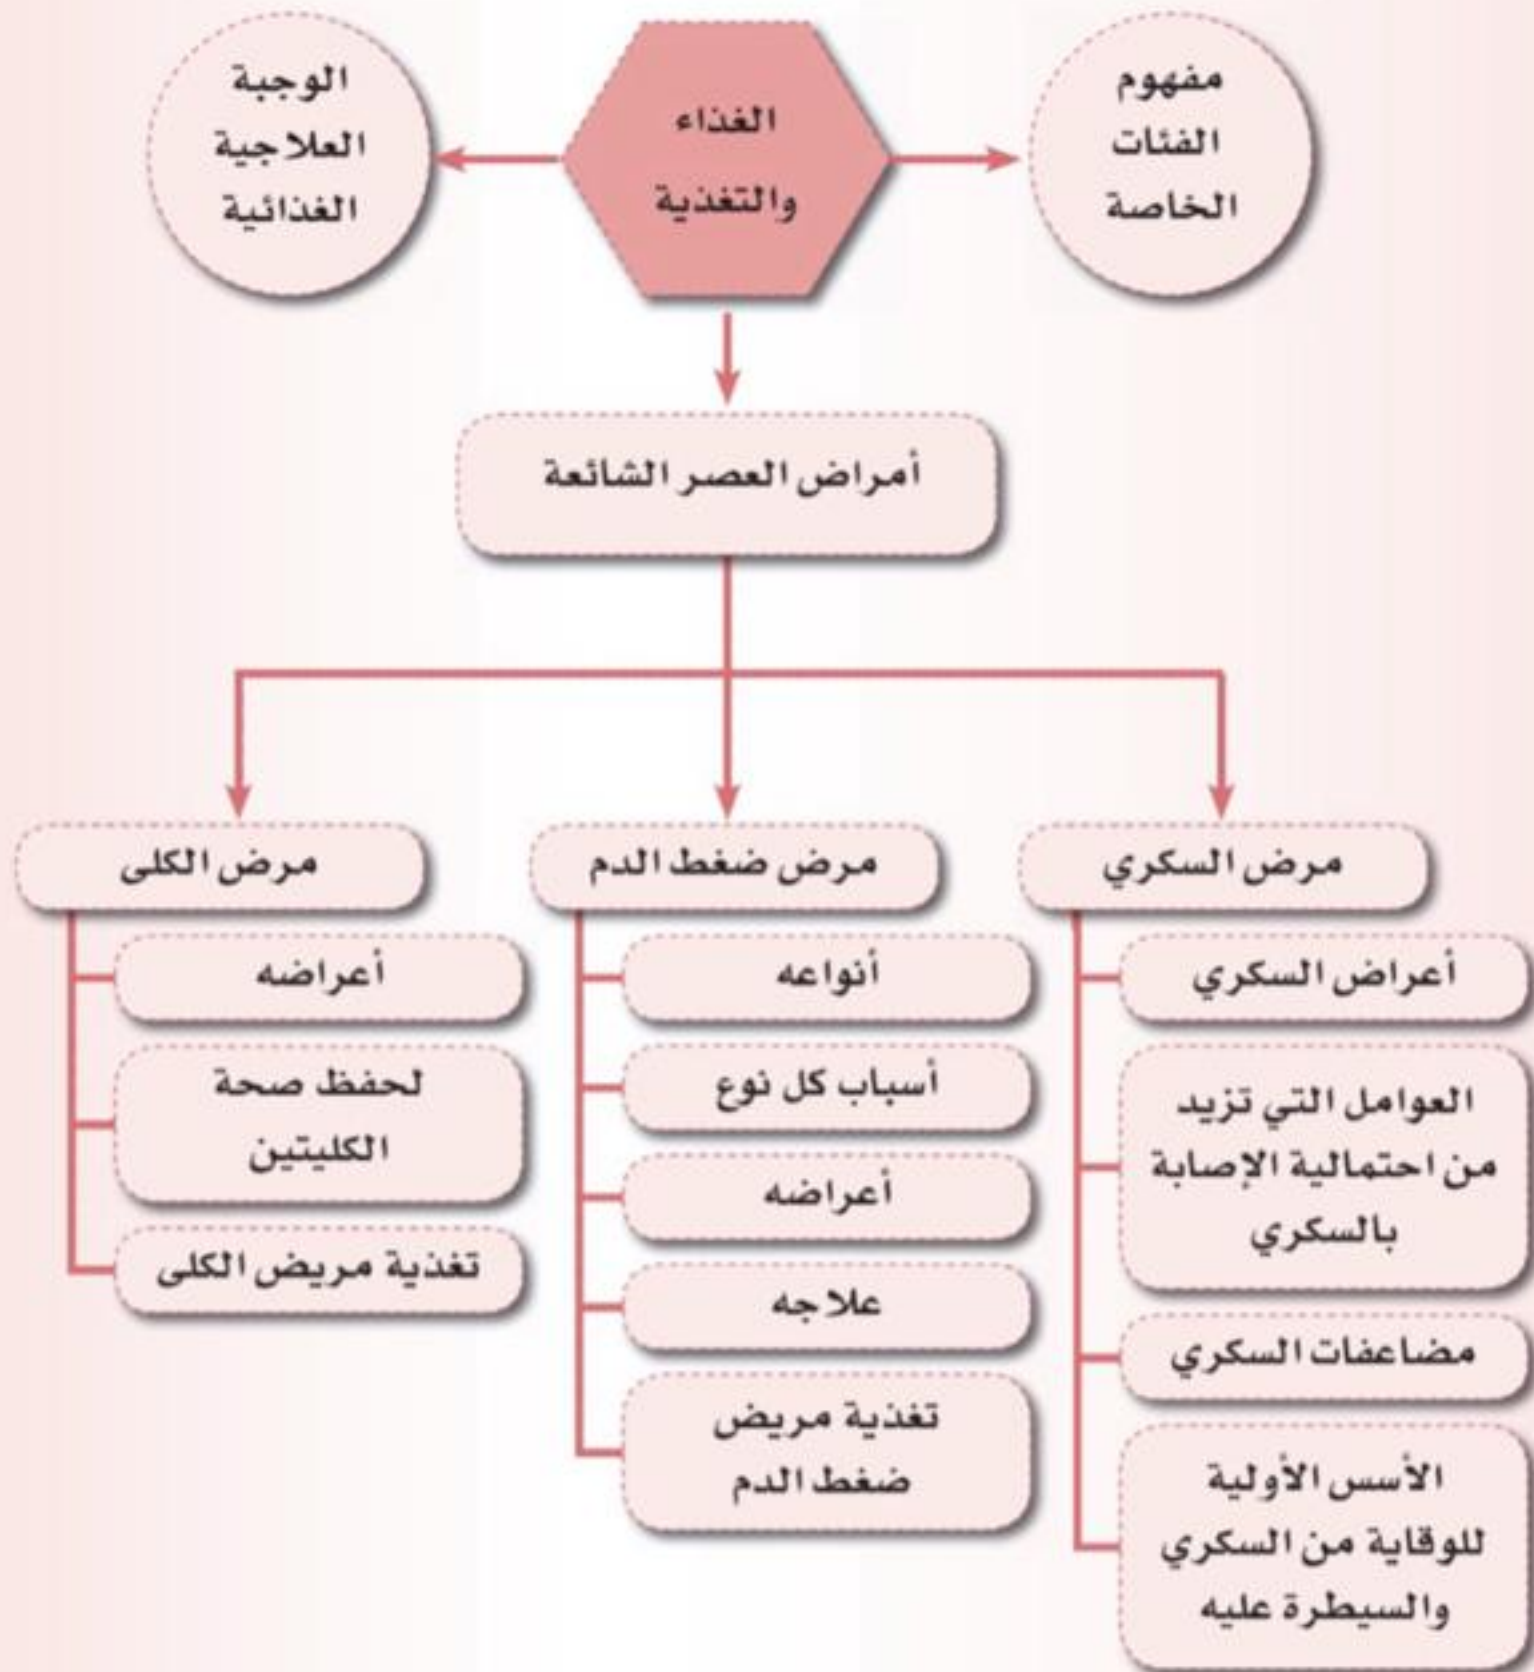 مفهوم
الفئات
الخاصة
الغذاء
والتغذية
الوجبة
العلاجية
الغذائية
أمراض العصر الشائعة
مرض السكري
أعراض السكري
العوامل التي تزيد
من احتمالية الإصابة
بالسكري
مضاعفات السكري
الأسس الأولية
للوقاية من السكري
والسيطرة عليه
مرض ضغط الدم
أنواعه
أسباب كل نوع
أعراضه
علاجه
تغذية مريض
ضغط الدم
مرض الكلى
أعراضه
لحفظ صحة
الكليتين
تغذية مريض الكلى